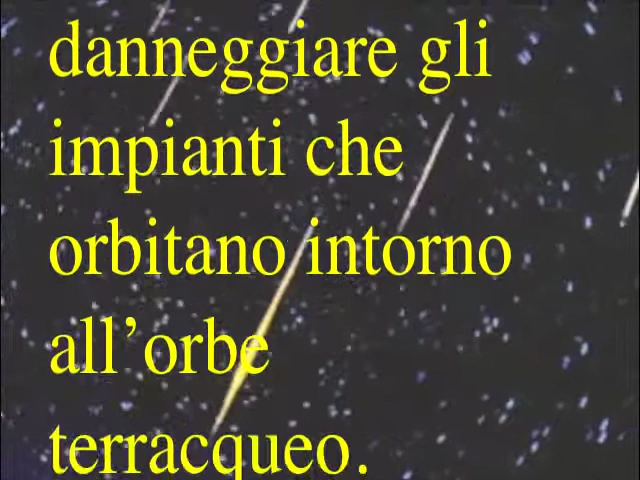 danneggiare gli
impianti che
orbitano intorno
all’orbe
terracqueo.